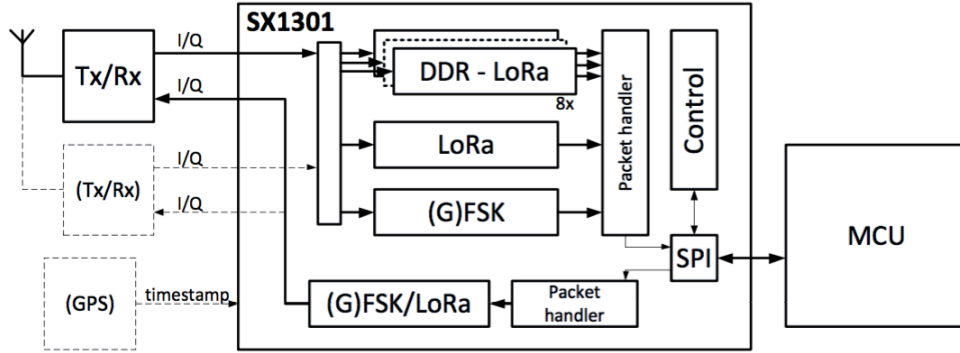 SX1301
I/Q
Tx/Rx
I/Q
DDR - LoRa
8x
LoRa
(G)FSK
Packet handler
Control
I/Q
(Tx/Rx)
I/Q
SPI
MCU
(GPS)
timestamp
(G)FSK/LoRa
Packet
handler